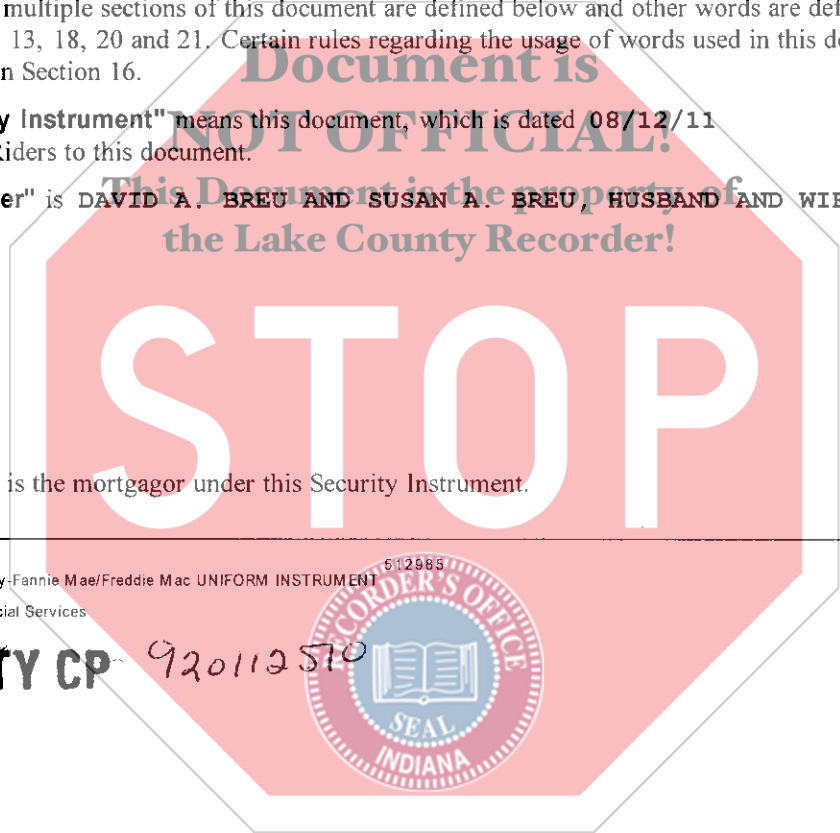 multiple sections of this document are defined below and other words are def
13, 18, 20 and 21. Certain rules regarding the usage of words used in this d
n Section 16.
Document is
y Instrument" means this document, which is dated 08/12/11
NOT OFFICIAL!
Riders to this document.
This Document is the property of
er" is DAVID A. BREU AND SUSAN A. BREU, HUSBAND AND WIF
the Lake County Recorder!
STOP
is the mortgagor under this Security Instrument.
512985
y-Fannie Mae/Freddie Mac UNIFORM INSTRUMENT
cial Services
TY CP 920112570
RECORDER'S OFFICE
SEAL
INDIANA